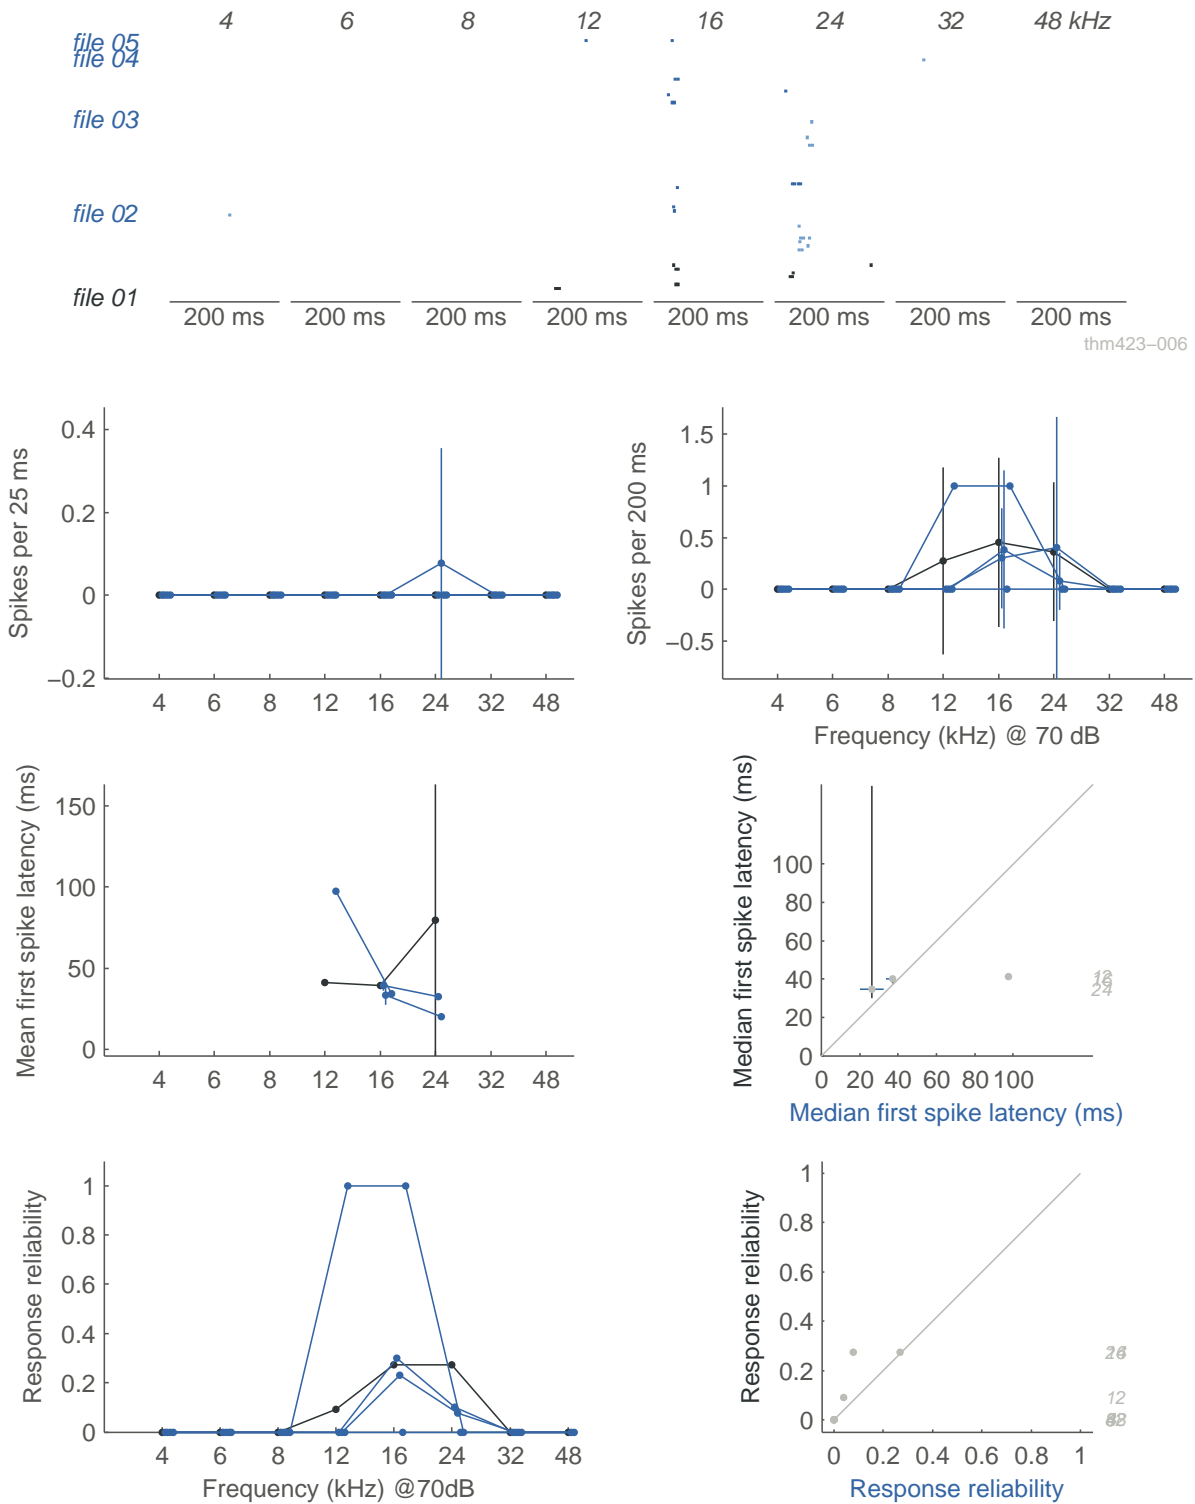 4 6 8 12 16 24 32 48 kHz
file 05
file 04
file 03
file 02
file 01
200 ms 200 ms 200 ms 200 ms 200 ms 200 ms 200 ms 200 ms
thm423–006
Spikes per 25 ms
0.4
0.2
0
–0.2
4 6 8 12 16 24 32 48
Spikes per 200 ms
1.5
1
0.5
0
–0.5
4 6 8 12 16 24 32 48
Frequency (kHz) @ 70 dB
Mean first spike latency (ms)
150
100
50
0
4 6 8 12 16 24 32 48
Median first spike latency (ms)
100
80
60
40
20
0
0 20 40 60 80 100
12
16
24
Median first spike latency (ms)
Response reliability
1
0.8
0.6
0.4
0.2
0
4 6 8 12 16 24 32 48
Frequency (kHz) @70dB
Response reliability
1
0.8
0.6
0.4
0.2
0
0 0.2 0.4 0.6 0.8 1
12
Response reliability